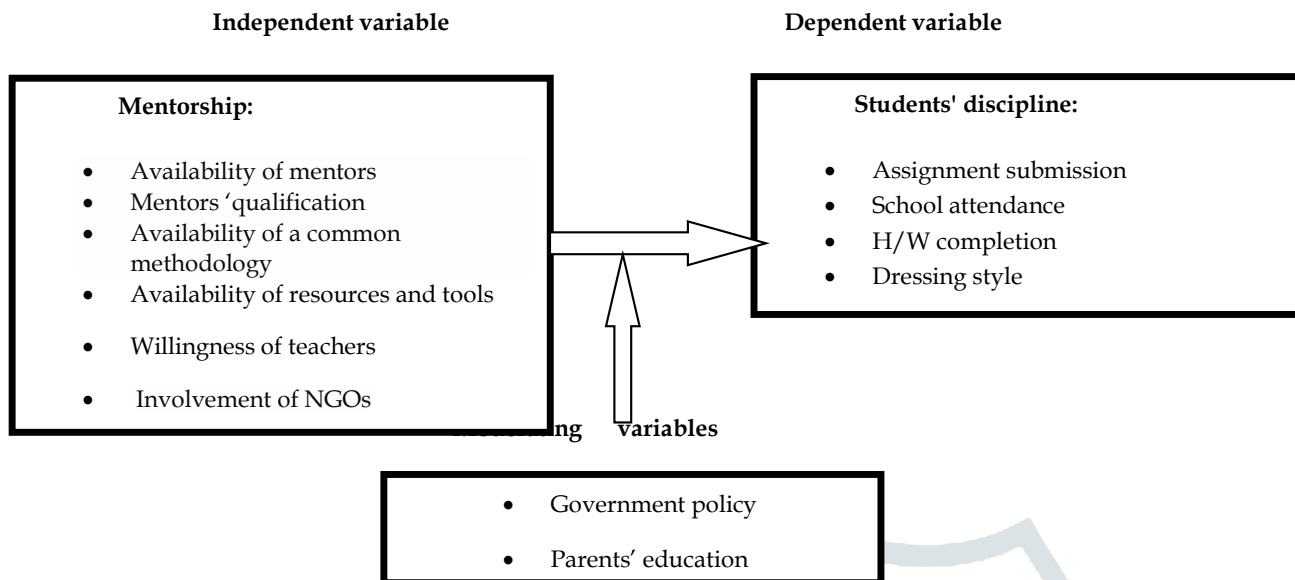 Independent variable
Dependent variable
Mentorship:
• Availability of mentors
• Mentors ‘qualification
• Availability of a common
methodology
• Availability of resources and tools
• Willingness of teachers
• Involvement of NGOs
Students' discipline:
• Assignment submission
• School attendance
• H/W completion
• Dressing style
variables
• Government policy
• Parents’ education